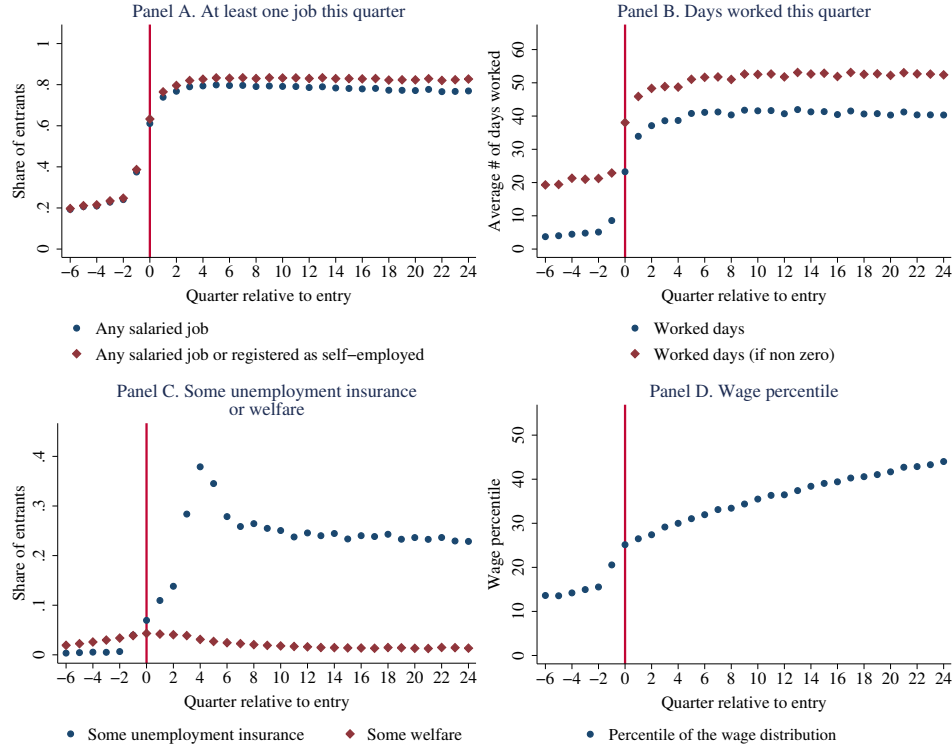 Panel A. At least one job this quarter
Share of entrants
1
.8
.6
.4
.2
0
−6 −4 −2 0 2 4 6 8 10 12 14 16 18 20 22 24
Quarter relative to entry
Any salaried job
Any salaried job or registered as self−employed
Panel B. Days worked this quarter
Average # of days worked
60
50
40
30
20
10
0
−6 −4 −2 0 2 4 6 8 10 12 14 16 18 20 22 24
Quarter relative to entry
Worked days
Worked days (if non zero)
Panel C. Some unemployment insurance
or welfare
Share of entrants
.4
.3
.2
.1
0
−6 −4 −2 0 2 4 6 8 10 12 14 16 18 20 22 24
Quarter relative to entry
Some unemployment insurance Some welfare
Panel D. Wage percentile
Wage percentile
50
40
30
20
10
0
−6 −4 −2 0 2 4 6 8 10 12 14 16 18 20 22 24
Quarter relative to entry
Percentile of the wage distribution